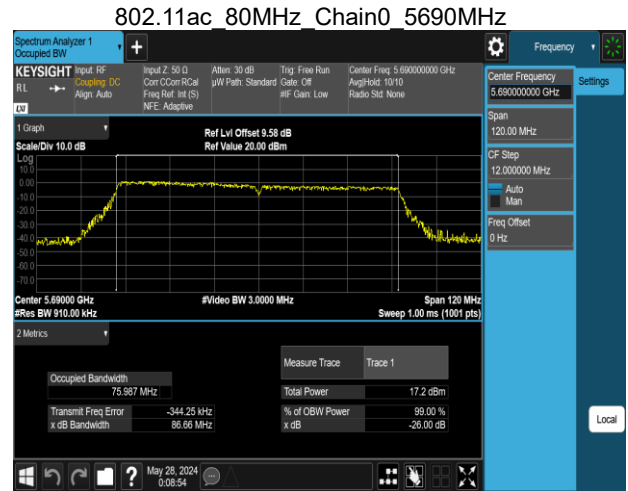 802.11ac_80MHz_Chain0_5690MHz
Spectrum Analyzer 1
Occupied BW
+
Frequency
KEYSIGHT
RL
LXI
Input: RF
Coupling: DC
Align: Auto
Input Z: 50 Ω
Corr CCorr RCal
Freq Ref: Int (S)
NFE: Adaptive
Atten: 30 dB
µW Path: Standard
Trig: Free Run
Gate: Off
#IF Gain: Low
Center Freq: 5.690000000 GHz
Avg|Hold: 10/10
Radio Std: None
Center Frequency
5.690000000 GHz
Settings
Span
120.00 MHz
CF Step
12.000000 MHz
Auto
Man
Freq Offset
0 Hz
1 Graph
Scale/Div 10.0 dB
Ref Lvl Offset 9.58 dB
Ref Value 20.00 dBm
Log
10.0
0.00
-10.0
-20.0
-30.0
-40.0
-50.0
-60.0
-70.0
Center 5.69000 GHz
#Res BW 910.00 kHz
#Video BW 3.0000 MHz
Span 120 MHz
Sweep 1.00 ms (1001 pts)
2 Metrics
Measure Trace Trace 1
Occupied Bandwidth
75.987 MHz
Total Power 17.2 dBm
Transmit Freq Error -344.25 kHz
% of OBW Power 99.00 %
x dB Bandwidth 86.66 MHz
x dB -26.00 dB
Local
?
May 28, 2024
0:08:54